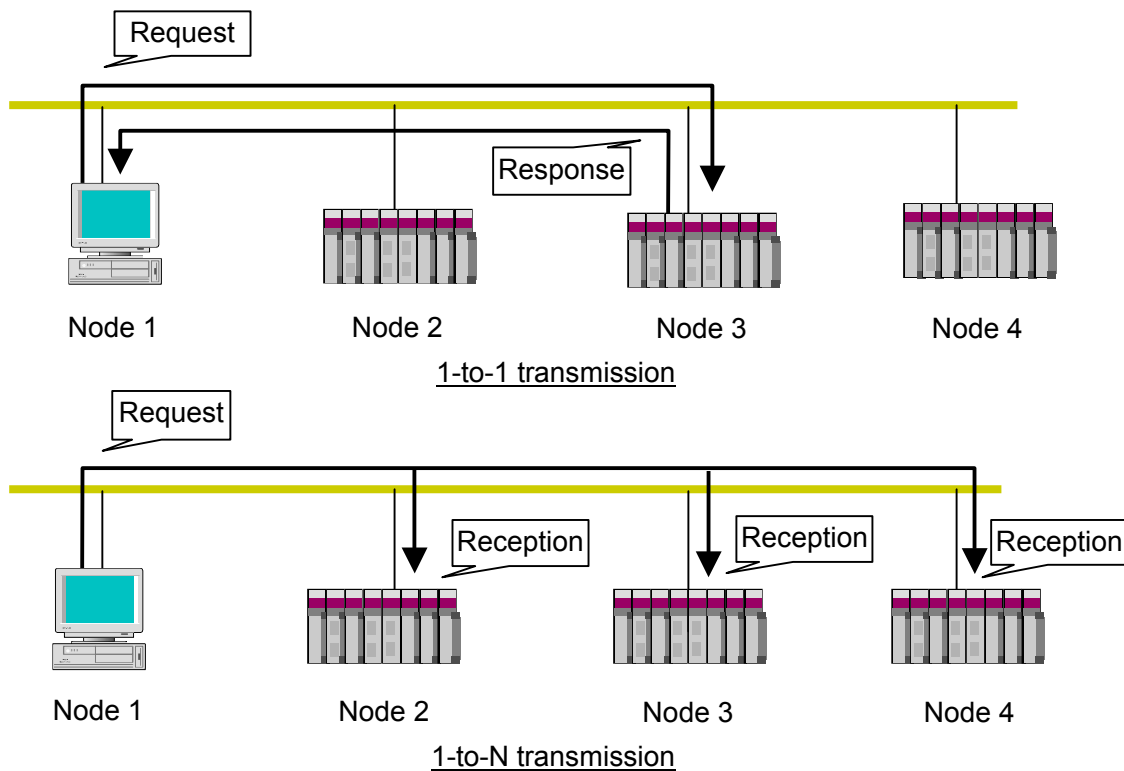 Request
Response
Node 1
Node 2
Node 3
Node 4
1-to-1 transmission
Request
Reception
Reception
Reception
Node 1
Node 2
Node 3
Node 4
1-to-N transmission